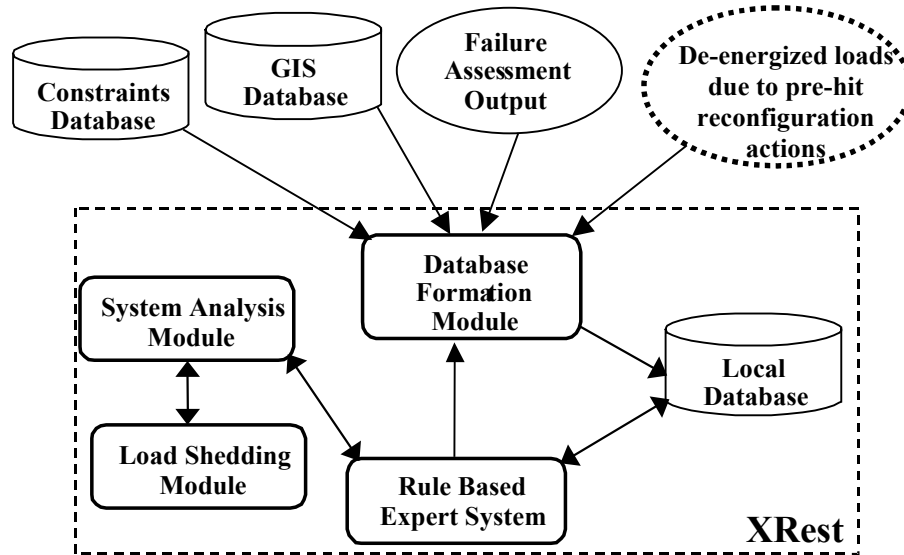 Constraints
Database
GIS
Database
Failure
Assessment
Output
De-energized loads
due to pre-hit
reconfiguration
actions
Database
Formation
Module
System Analysis
Module
Local
Database
Load Shedding
Module
Rule Based
Expert System
XRest